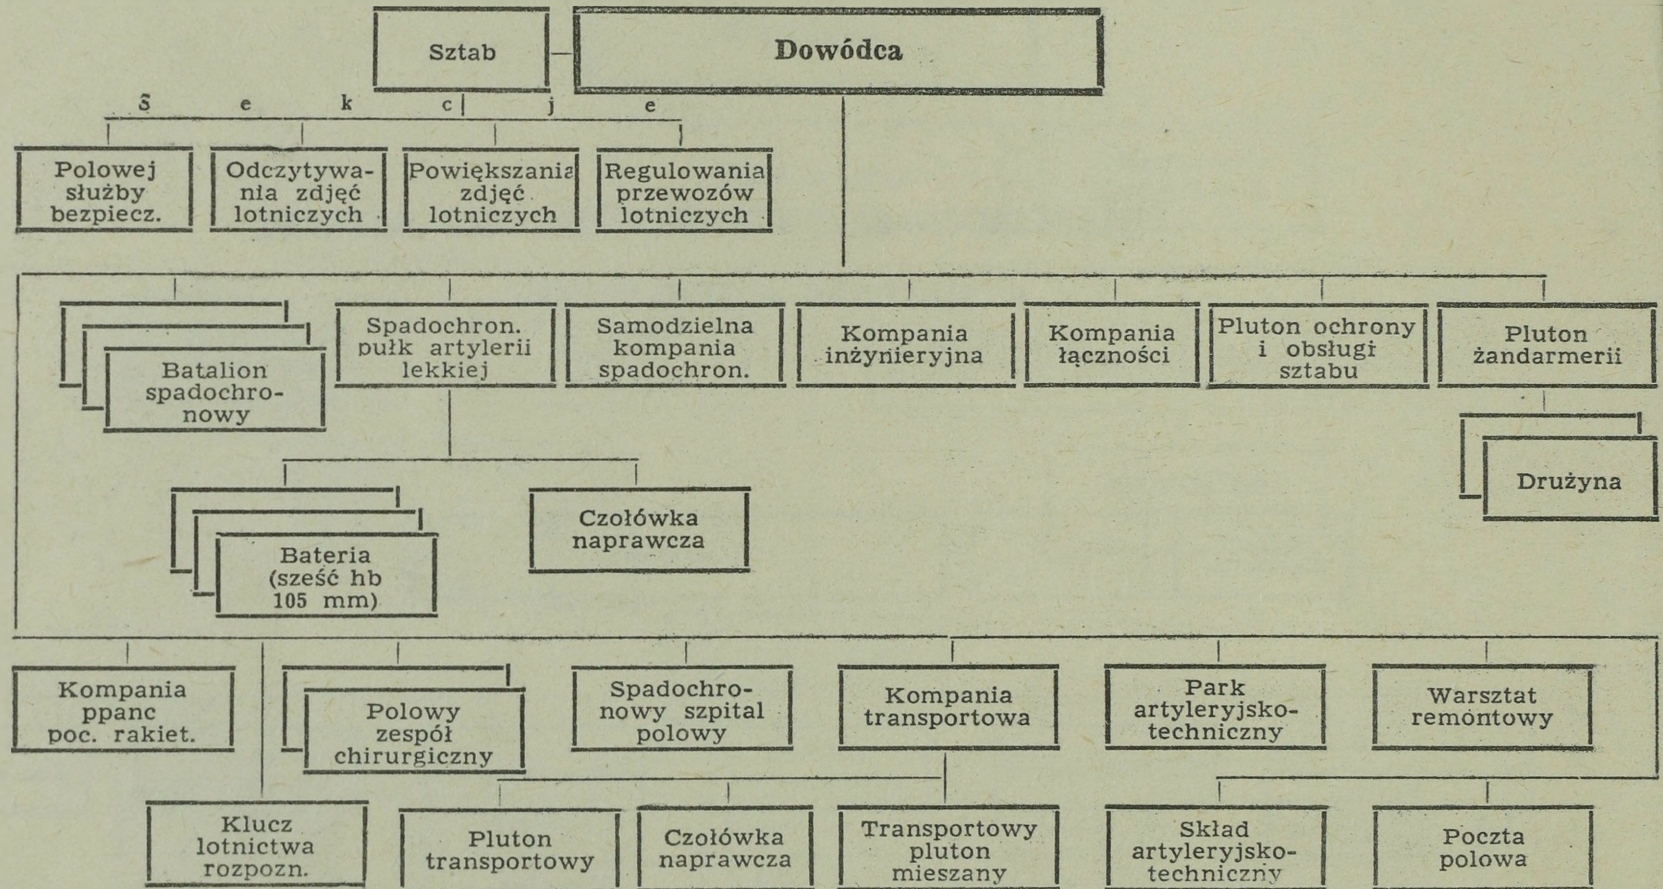 Sztab
Dowódca
S e k c j e
Polowej
służby
bezpiecz.
Odczytywa-
nia zdjęć
lotniczych
Powiększania
zdjęć
lotniczych
Regulowania
przewozów
lotniczych
Batalion
spadochro-
nowy
Spadochron.
pułk artylerii
lekkiej
Samodzielna
kompania
spadochron.
Kompania
inżynieryjna
Kompania
łączności
Pluton ochrony
i obsługi
sztabu
Pluton
żandarmerii
Drużyna
Bateria
(sześć hb
105 mm)
Czołówka
naprawcza
Kompania
ppanc
poc. rakiet.
Polowy
zespół
chirurgiczny
Spadochro-
nowy szpital
polowy
Kompania
transportowa
Park
artyleryjsko-
techniczny
Warsztat
remontowy
Klucz
lotnictwa
rozpozn.
Pluton
transportowy
Czołówka
naprawcza
Transportowy
pluton
mieszany
Skład
artyleryjsko-
techniczny
Poczta
polowa